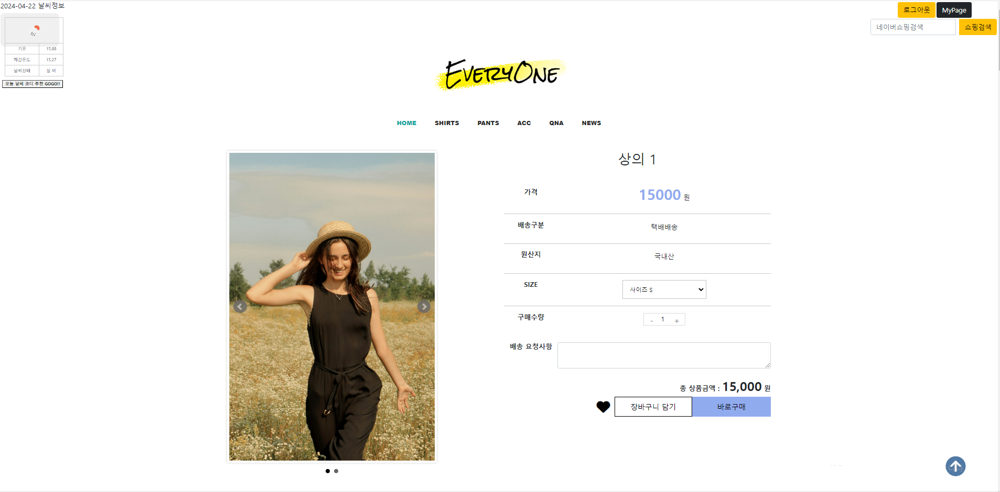 2024-04-22 날씨정보
로그아웃 MyPage
네이버쇼핑검색 쇼핑검색
기온 15.88
체감온도 15.27
날씨상태 실 비
오늘 날씨 코디 추천 GOGO!!
EVERYONE
HOME SHIRTS PANTS ACC QNA NEWS
상의 1
가격 15000 원
배송구분 택배배송
원산지 국내산
SIZE 사이즈 S
구매수량 - 1 +
배송 요청사항
총 상품금액 : 15,000 원
장바구니 담기 바로구매